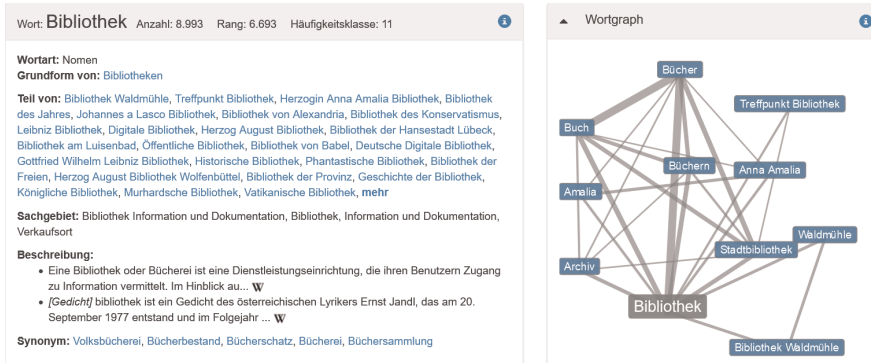 Wort: Bibliothek Anzahl: 8.993 Rang: 6.693 Häufigkeitsklasse: 11
Wortart: Nomen
Grundform von: Bibliotheken
Teil von: Bibliothek Waldmühle, Treffpunkt Bibliothek, Herzogin Anna Amalia Bibliothek, Bibliothek
des Jahres, Johannes a Lasco Bibliothek, Bibliothek von Alexandria, Bibliothek des Konservatismus,
Leibniz Bibliothek, Digitale Bibliothek, Herzog August Bibliothek, Bibliothek der Hansestadt Lübeck,
Bibliothek am Luisenbad, Öffentliche Bibliothek, Bibliothek von Babel, Deutsche Digitale Bibliothek,
Gottfried Wilhelm Leibniz Bibliothek, Historische Bibliothek, Phantastische Bibliothek, Bibliothek der
Freien, Herzog August Bibliothek Wolfenbüttel, Bibliothek der Provinz, Geschichte der Bibliothek,
Königliche Bibliothek, Murhardsche Bibliothek, Vatikanische Bibliothek, mehr
Sachgebiet: Bibliothek Information und Dokumentation, Bibliothek, Information und Dokumentation,
Verkaufsort
Beschreibung:
• Eine Bibliothek oder Bücherei ist eine Dienstleistungseinrichtung, die ihren Benutzern Zugang
zu Information vermittelt. Im Hinblick au... W
• [Gedicht] bibliothek ist ein Gedicht des österreichischen Lyrikers Ernst Jandl, das am 20.
September 1977 entstand und im Folgejahr ... W
Synonym: Volksbücherei, Bücherbestand, Bücherschatz, Bücherei, Büchersammlung
Wortgraph
Bücher
Treffpunkt Bibliothek
Buch
Büchern
Anna Amalia
Amalia
Waldmühle
Stadtbibliothek
Archiv
Bibliothek
Bibliothek Waldmühle